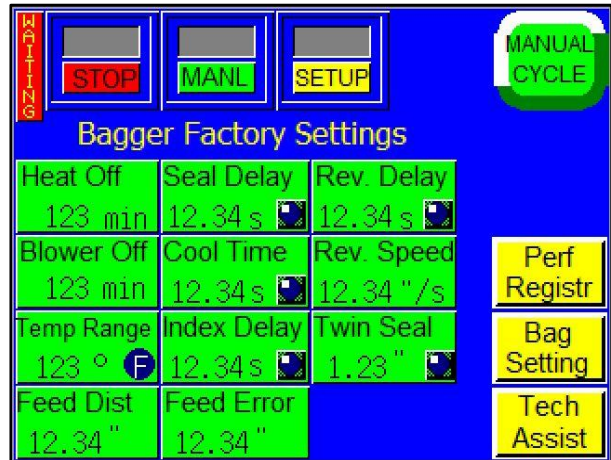 WAITING
STOP
MANL
SETUP
MANUAL
CYCLE
Bagger Factory Settings
Heat Off
123 min
Seal Delay
12.34 s
Rev. Delay
12.34 s
Blower Off
123 min
Cool Time
12.34 s
Rev. Speed
12.34 "/s
Temp Range
123 ° F
Index Delay
12.34 s
Twin Seal
1.23 "
Feed Dist
12.34 "
Feed Error
12.34 "
Perf
Registr
Bag
Setting
Tech
Assist